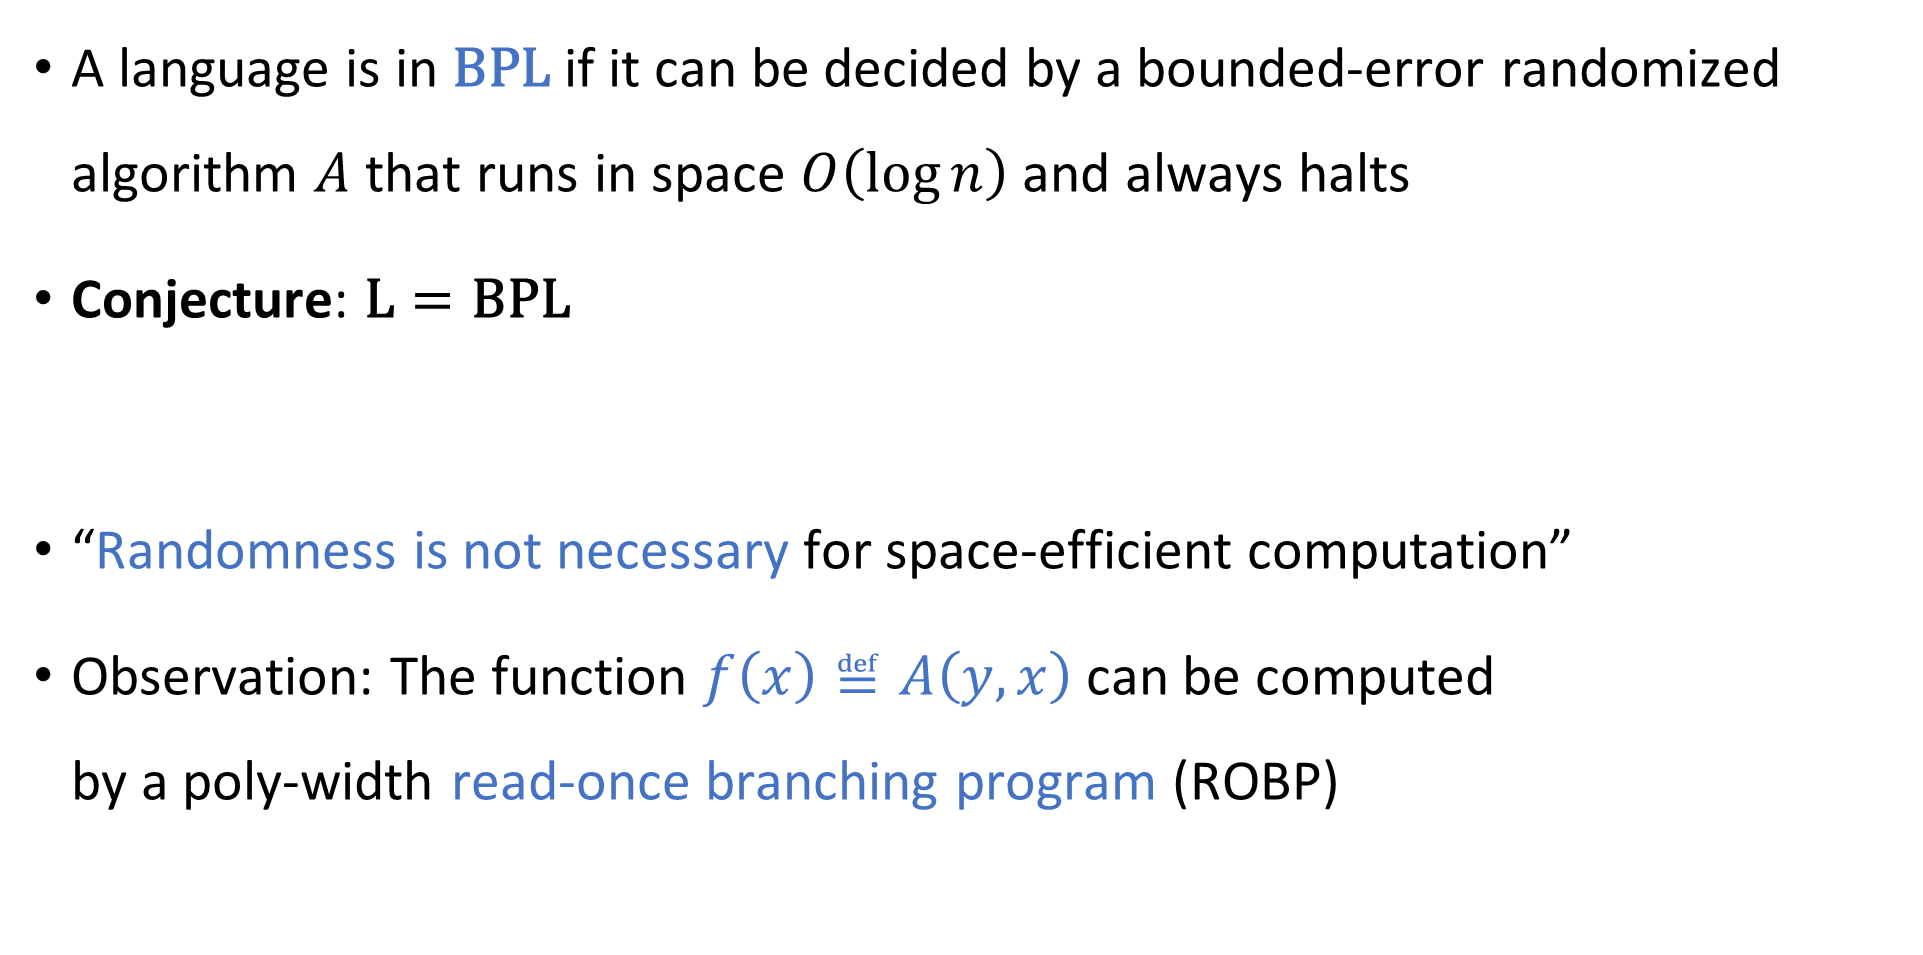 • A language is in BPL if it can be decided by a bounded-error randomized
algorithm A that runs in space O(log n) and always halts
• Conjecture: L = BPL
• “Randomness is not necessary for space-efficient computation”
• Observation: The function f(x) ≝ A(y, x) can be computed
by a poly-width read-once branching program (ROBP)